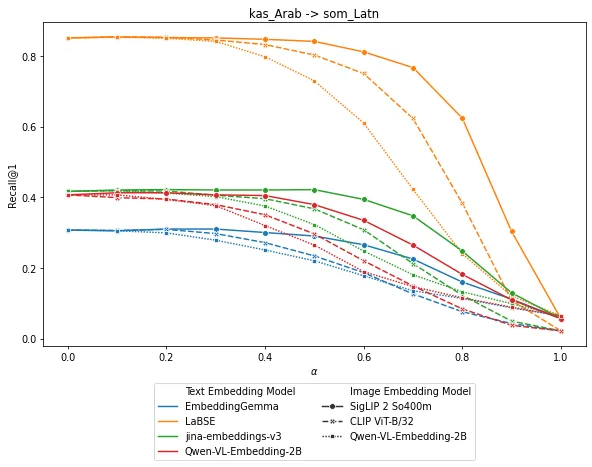 kas_Arab -> som_Latn
Recall@1
0.8
0.6
0.4
0.2
0.0
0.0 0.2 0.4 0.6 0.8 1.0
α
Text Embedding Model Image Embedding Model
EmbeddingGemma SigLIP 2 So400m
LaBSE CLIP ViT-B/32
jina-embeddings-v3 Qwen-VL-Embedding-2B
Qwen-VL-Embedding-2B